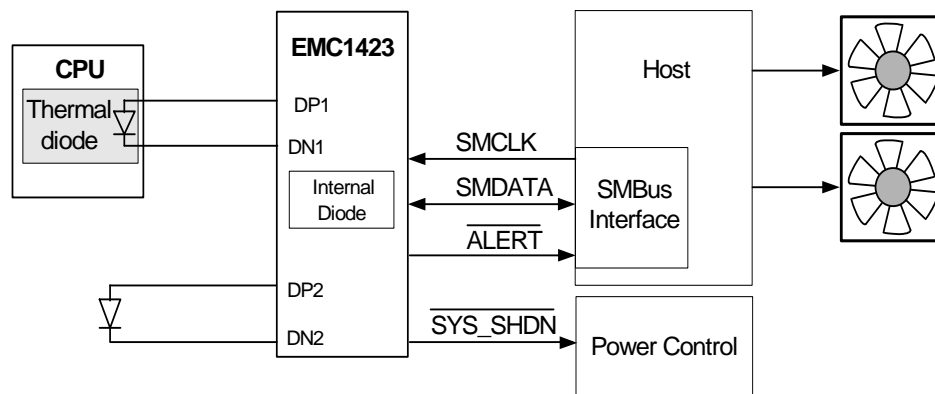 CPU
Thermal
diode
EMC1423
DP1
DN1
Internal
Diode
DP2
DN2
SMCLK
SMDATA
ALERT
SYS_SHDN
Host
SMBus
Interface
Power Control